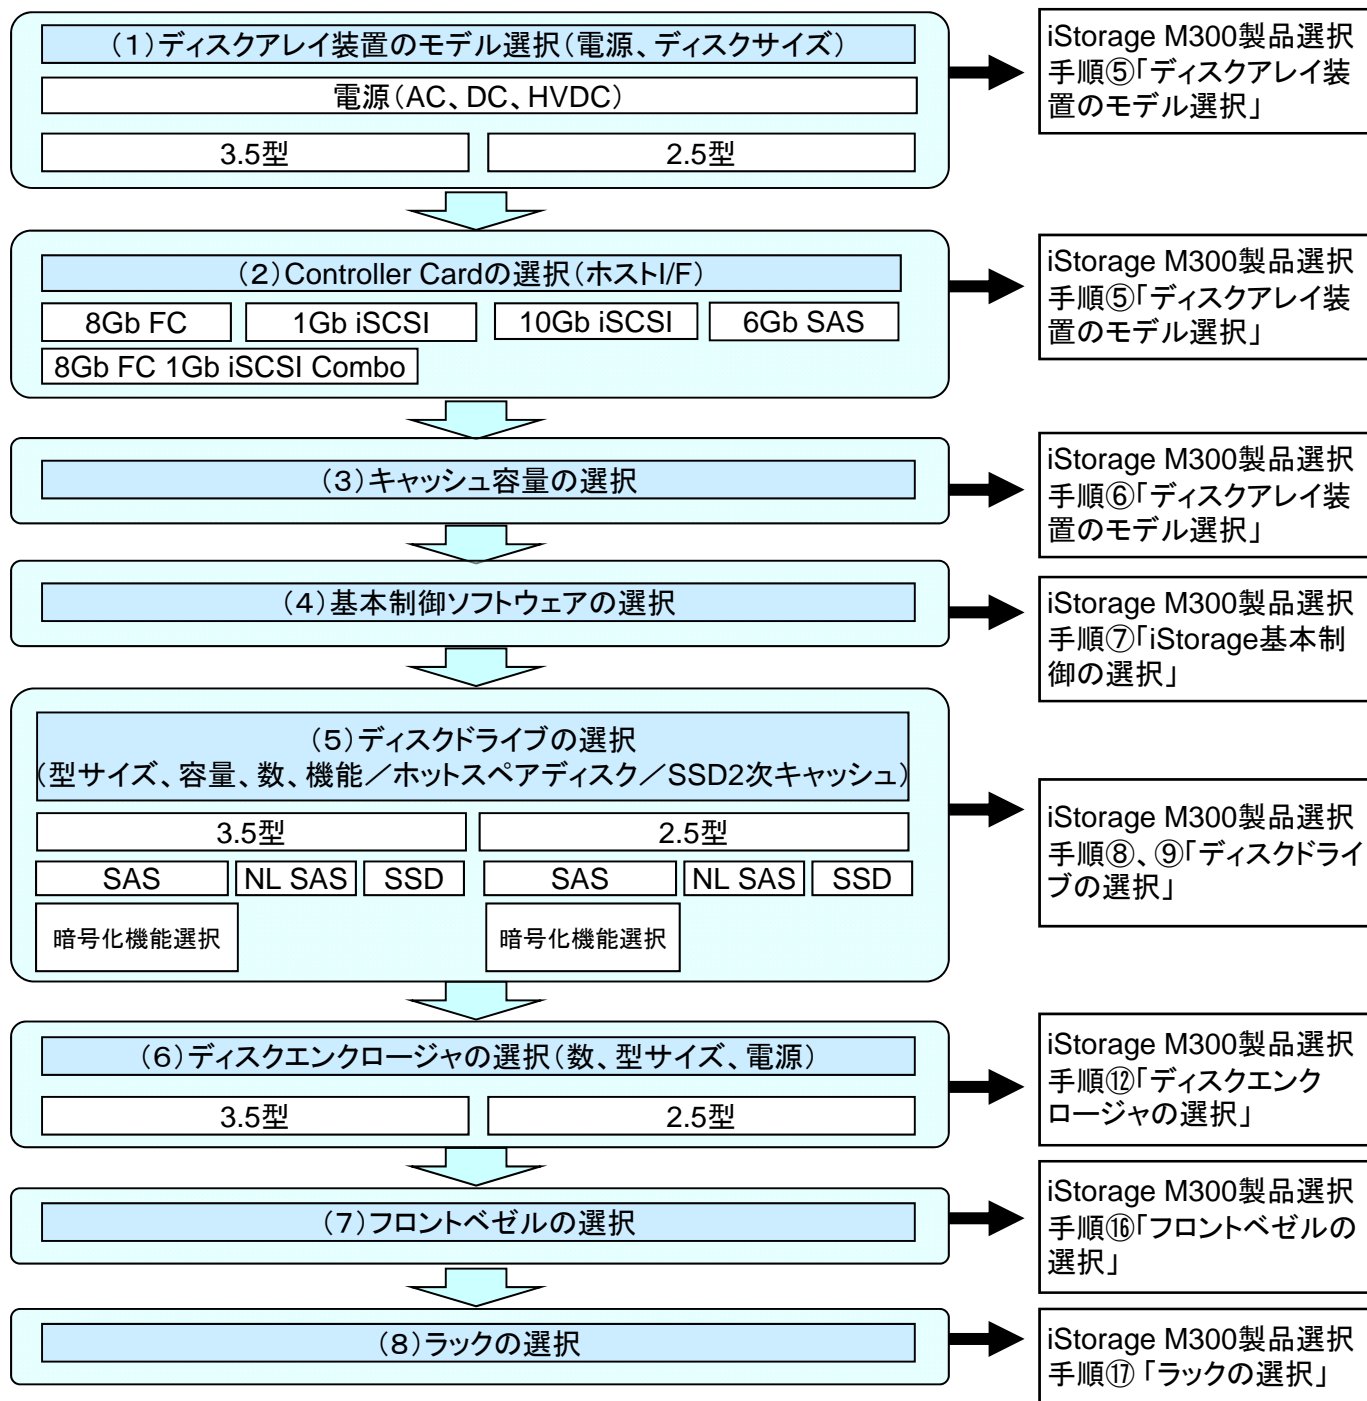 (1)ディスクアレイ装置のモデル選択(電源、ディスクサイズ)
電源(AC、DC、HVDC)
3.5型
2.5型
iStorage M300製品選択
手順⑤「ディスクアレイ装
置のモデル選択」
(2)Controller Cardの選択(ホストI/F)
8Gb FC
1Gb iSCSI
10Gb iSCSI
6Gb SAS
8Gb FC 1Gb iSCSI Combo
iStorage M300製品選択
手順⑤「ディスクアレイ装
置のモデル選択」
(3)キャッシュ容量の選択
iStorage M300製品選択
手順⑥「ディスクアレイ装
置のモデル選択」
(4)基本制御ソフトウェアの選択
iStorage M300製品選択
手順⑦「iStorage基本制
御の選択」
(5)ディスクドライブの選択
(型サイズ、容量、数、機能／ホットスペアディスク／SSD2次キャッシュ)
3.5型
2.5型
SAS
NL SAS
SSD
SAS
NL SAS
SSD
暗号化機能選択
暗号化機能選択
iStorage M300製品選択
手順⑧、⑨「ディスクドライ
ブの選択」
(6)ディスクエンクロージャの選択(数、型サイズ、電源)
3.5型
2.5型
iStorage M300製品選択
手順⑫「ディスクエンク
ロージャの選択」
(7)フロントベゼルの選択
iStorage M300製品選択
手順⑯「フロントベゼルの
選択」
(8)ラックの選択
iStorage M300製品選択
手順⑰「ラックの選択」